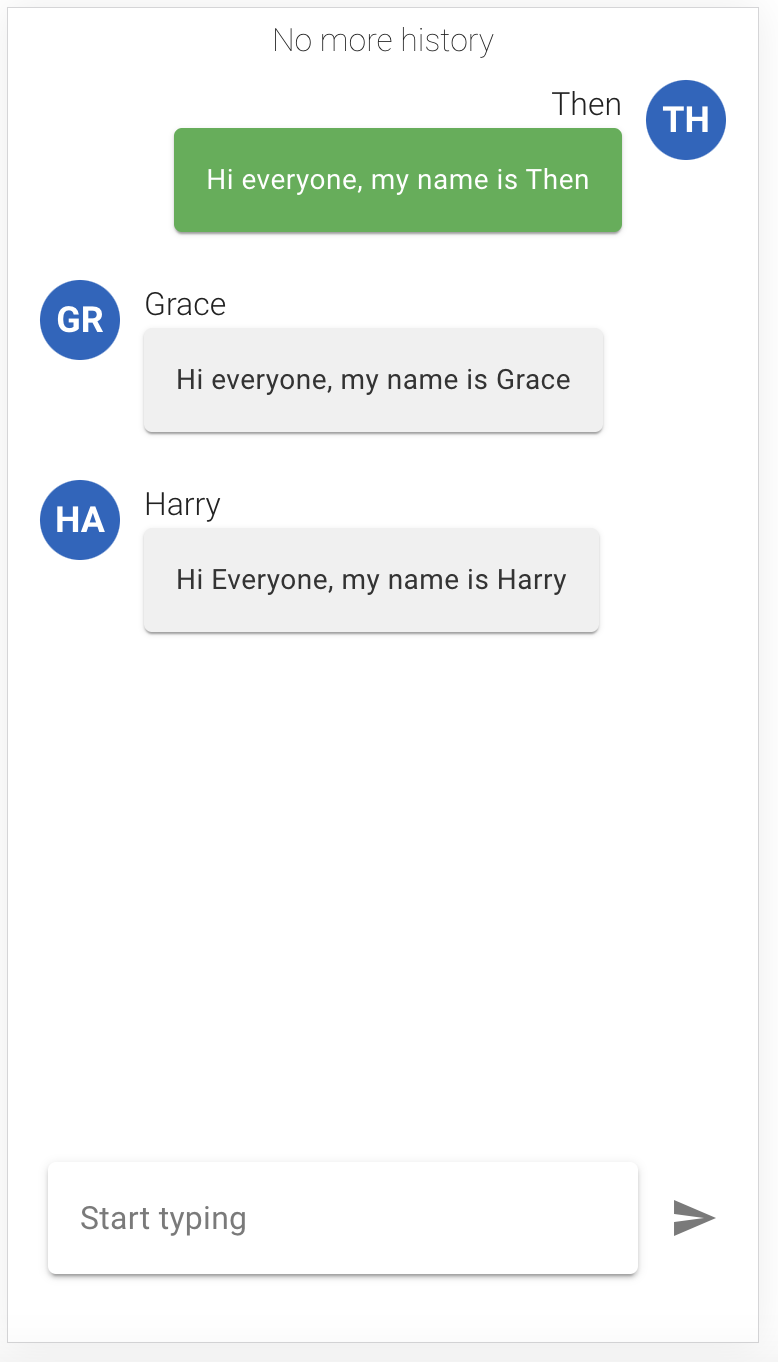 No more history
Then
TH
Hi everyone, my name is Then
GR
Grace
Hi everyone, my name is Grace
HA
Harry
Hi Everyone, my name is Harry
Start typing